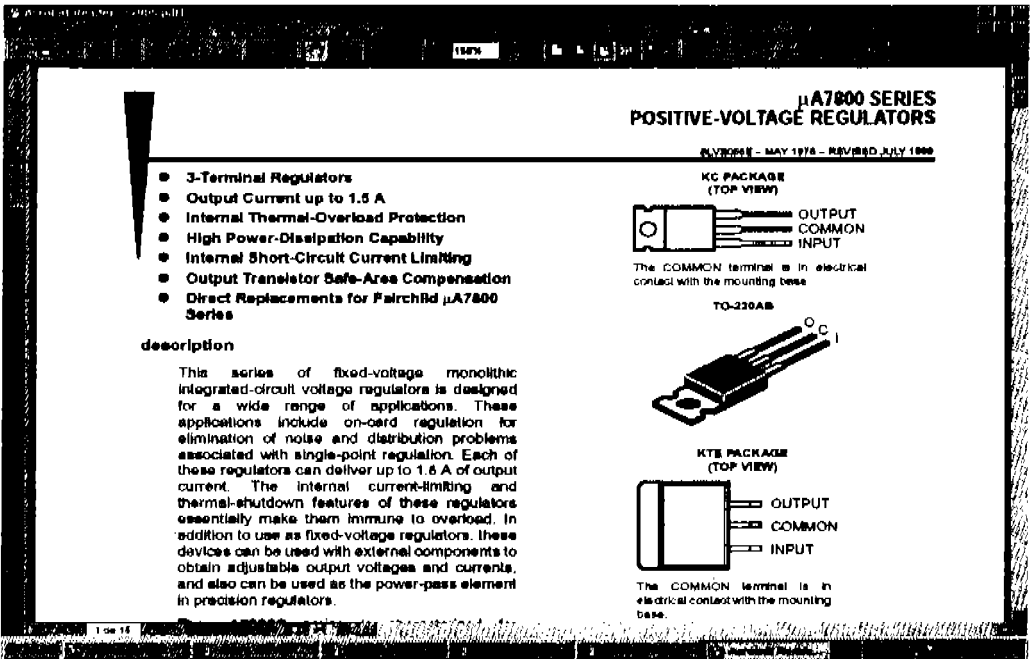 150%
µA7800 SERIES
POSITIVE-VOLTAGE REGULATORS
MAY 1976 – REVISED JULY 1999
3-Terminal Regulators
Output Current up to 1.5 A
Internal Thermal-Overload Protection
High Power-Dissipation Capability
Internal Short-Circuit Current Limiting
Output Transistor Safe-Area Compensation
Direct Replacements for Fairchild µA7800
Series
description
This series of fixed-voltage monolithic
integrated-circuit voltage regulators is designed
for a wide range of applications. These
applications include on-card regulation for
elimination of noise and distribution problems
associated with single-point regulation. Each of
these regulators can deliver up to 1.5 A of output
current. The internal current-limiting and
thermal-shutdown features of these regulators
essentially make them immune to overload. In
addition to use as fixed-voltage regulators, these
devices can be used with external components to
obtain adjustable output voltages and currents,
and also can be used as the power-pass element
in precision regulators.
KC PACKAGE
(TOP VIEW)
OUTPUT
COMMON
INPUT
The COMMON terminal is in electrical
contact with the mounting base
TO-220AB
O
C
I
KTE PACKAGE
(TOP VIEW)
OUTPUT
COMMON
INPUT
The COMMON terminal is in
electrical contact with the mounting
base.
1 de 15